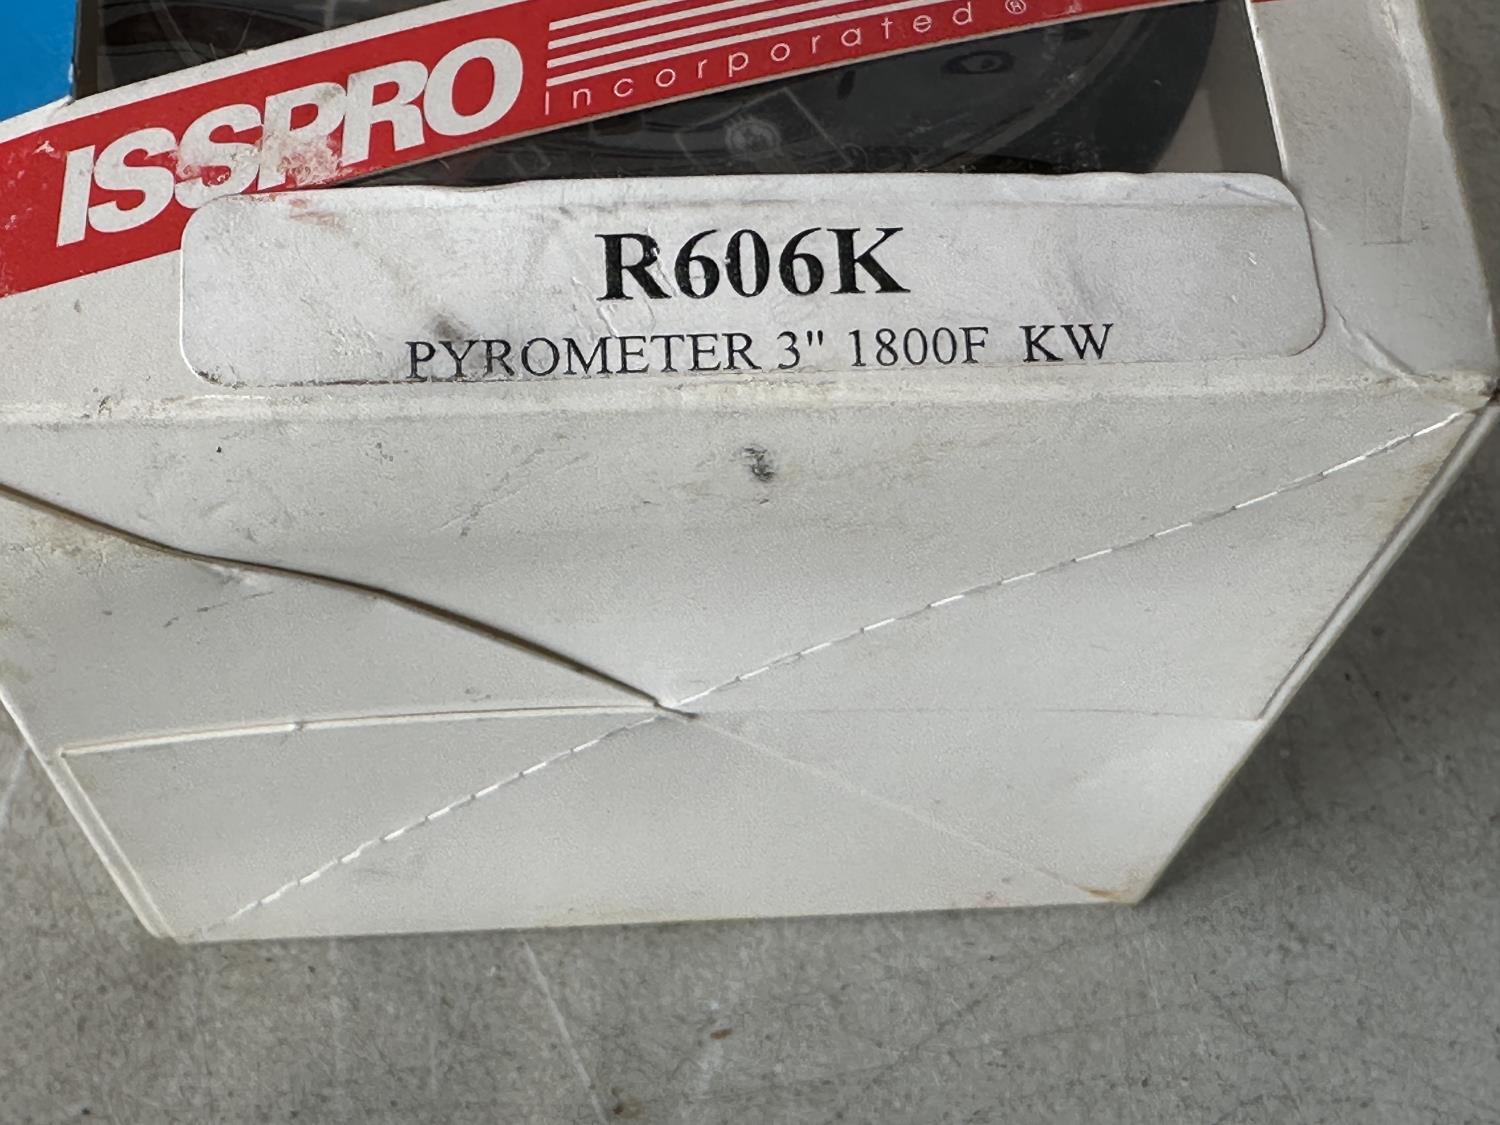 ISSPRO
Incorporated ®
R606K
PYROMETER 3" 1800F KW